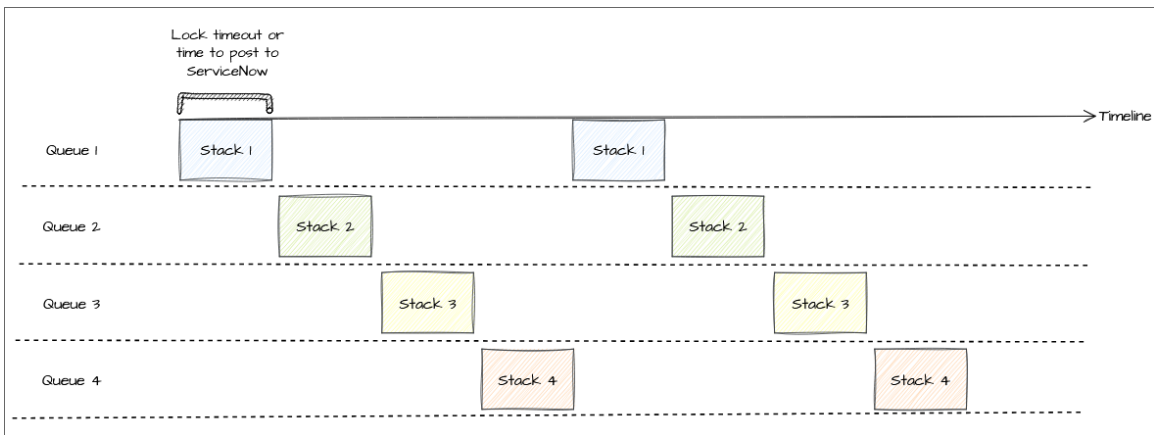 Lock timeout or
time to post to
ServiceNow
Timeline
Queue 1
Stack 1
Stack 1
Queue 2
Stack 2
Stack 2
Queue 3
Stack 3
Stack 3
Queue 4
Stack 4
Stack 4